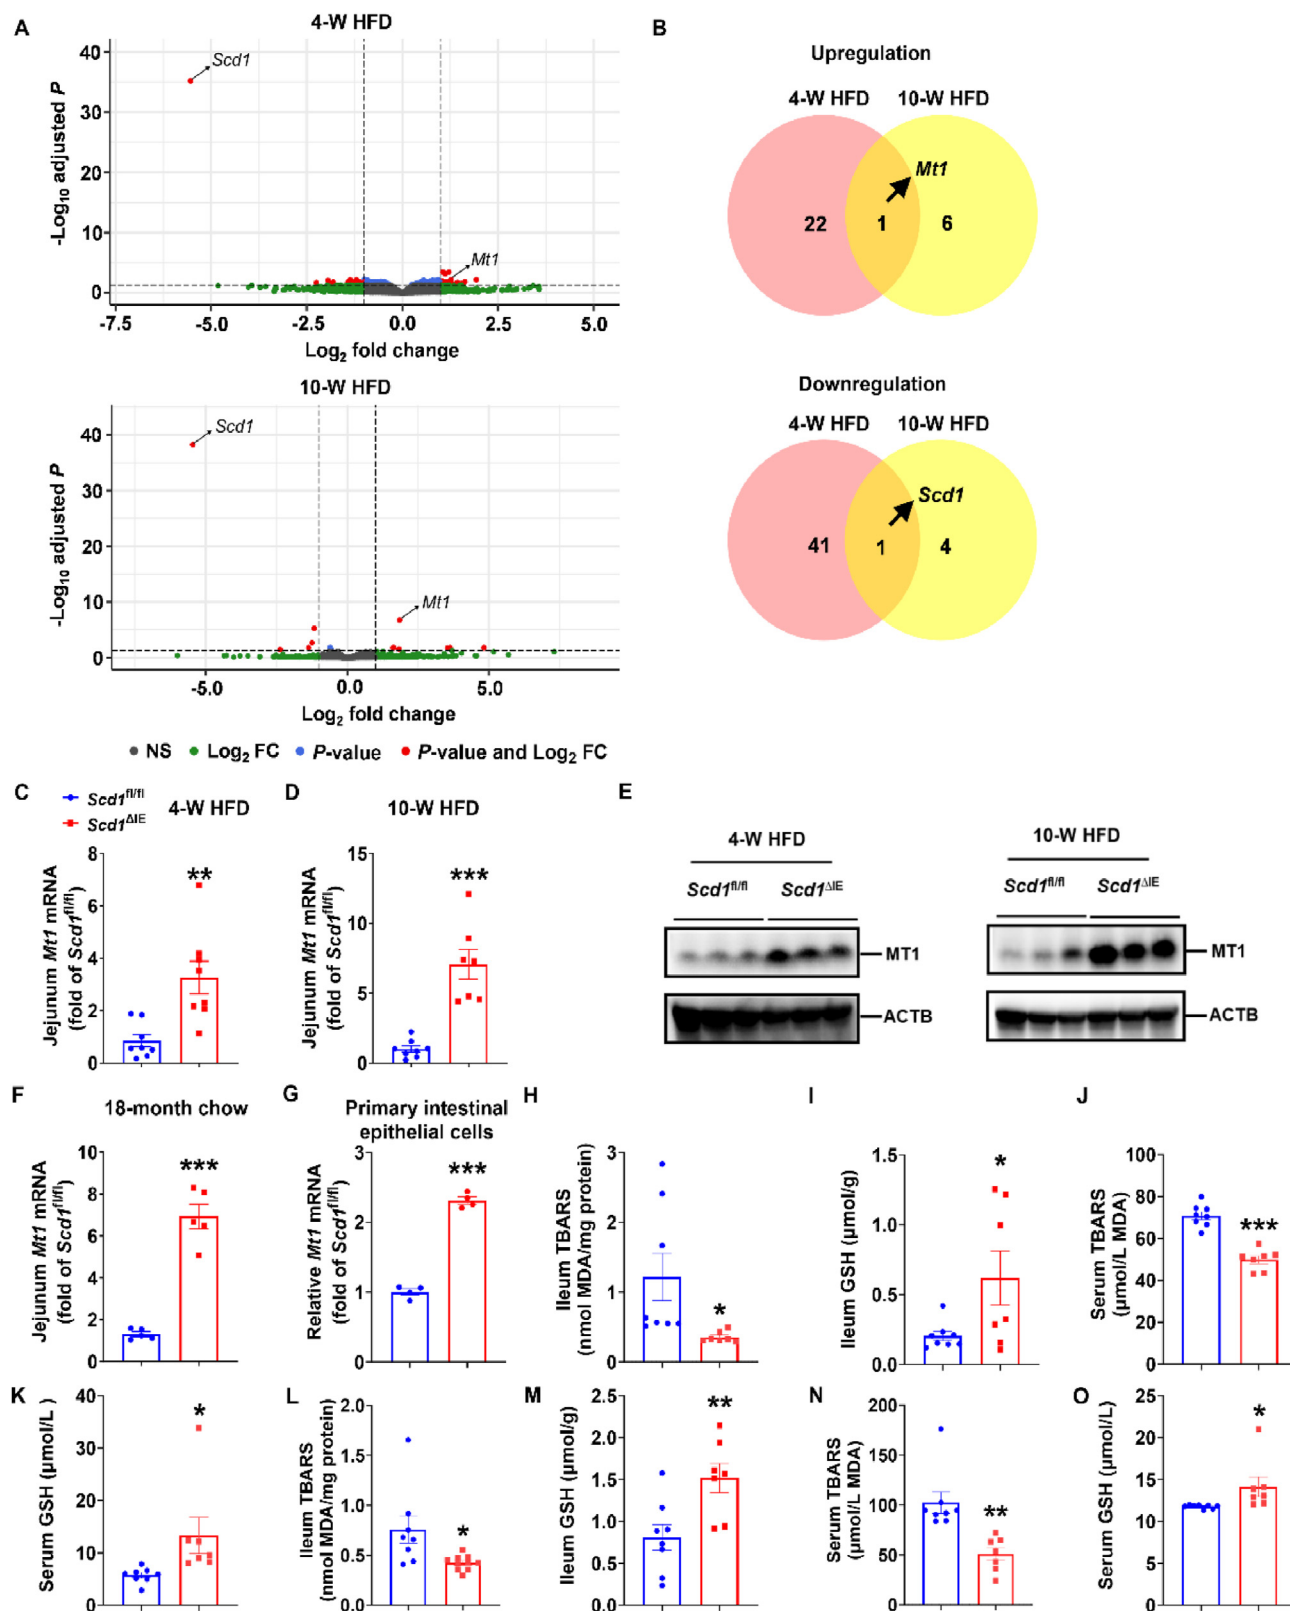 A
4-W HFD
40
30
20
10
0
-Log10 adjusted P
Scd1
Mt1
-7.5
-5.0
-2.5
0.0
2.5
5.0
Log2 fold change
10-W HFD
40
30
20
10
0
-Log10 adjusted P
Scd1
Mt1
-5.0
0.0
5.0
Log2 fold change
NS
Log2 FC
P-value
P-value and Log2 FC
B
Upregulation
4-W HFD
10-W HFD
Mt1
22
1
6
Downregulation
4-W HFD
10-W HFD
Scd1
41
1
4
C
Scd1fl/fl
Scd1ΔIE
4-W HFD
Jejunum Mt1 mRNA
(fold of Scd1fl/fl)
8
6
4
2
0
**
D
10-W HFD
Jejunum Mt1 mRNA
(fold of Scd1fl/fl)
15
10
5
0
***
E
4-W HFD
Scd1fl/fl
Scd1ΔIE
MT1
ACTB
10-W HFD
Scd1fl/fl
Scd1ΔIE
MT1
ACTB
F
18-month chow
Jejunum Mt1 mRNA
(fold of Scd1fl/fl)
10
8
6
4
2
0
***
G
Primary intestinal
epithelial cells
Relative Mt1 mRNA
(fold of Scd1fl/fl)
3
2
1
0
***
H
Ileum TBARS
(nmol MDA/mg protein)
3
2
1
0
*
I
Ileum GSH (μmol/g)
1.5
1.0
0.5
0.0
*
J
Serum TBARS
(μmol/L MDA)
100
80
60
40
20
0
***
K
Serum GSH (μmol/L)
40
30
20
10
0
*
L
Ileum TBARS
(nmol MDA/mg protein)
2.0
1.5
1.0
0.5
0.0
*
M
Ileum GSH (μmol/g)
2.5
2.0
1.5
1.0
0.5
0.0
**
N
Serum TBARS
(μmol/L MDA)
200
150
100
50
0
**
O
Serum GSH (μmol/L)
25
20
15
10
5
0
*